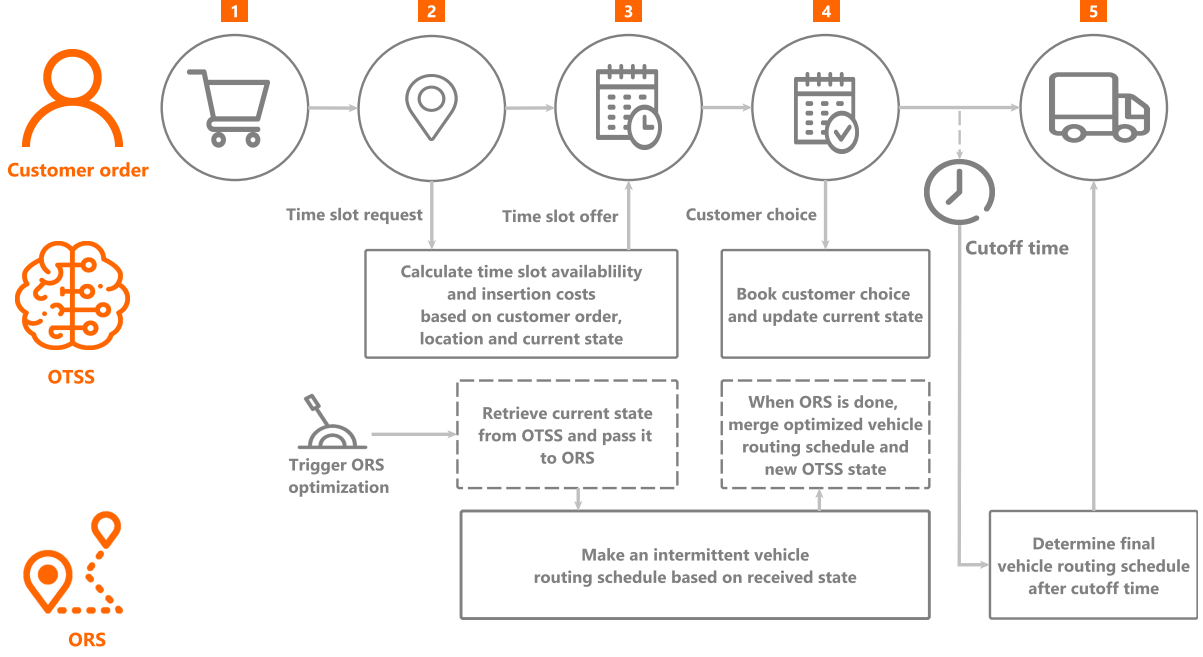 1
2
3
4
5
Customer order
Time slot request
Time slot offer
Customer choice
Cutoff time
OTSS
Calculate time slot availablility
and insertion costs
based on customer order,
location and current state
Book customer choice
and update current state
Trigger ORS
optimization
Retrieve current state
from OTSS and pass it
to ORS
When ORS is done,
merge optimized vehicle
routing schedule and
new OTSS state
ORS
Make an intermittent vehicle
routing schedule based on received state
Determine final
vehicle routing schedule
after cutoff time